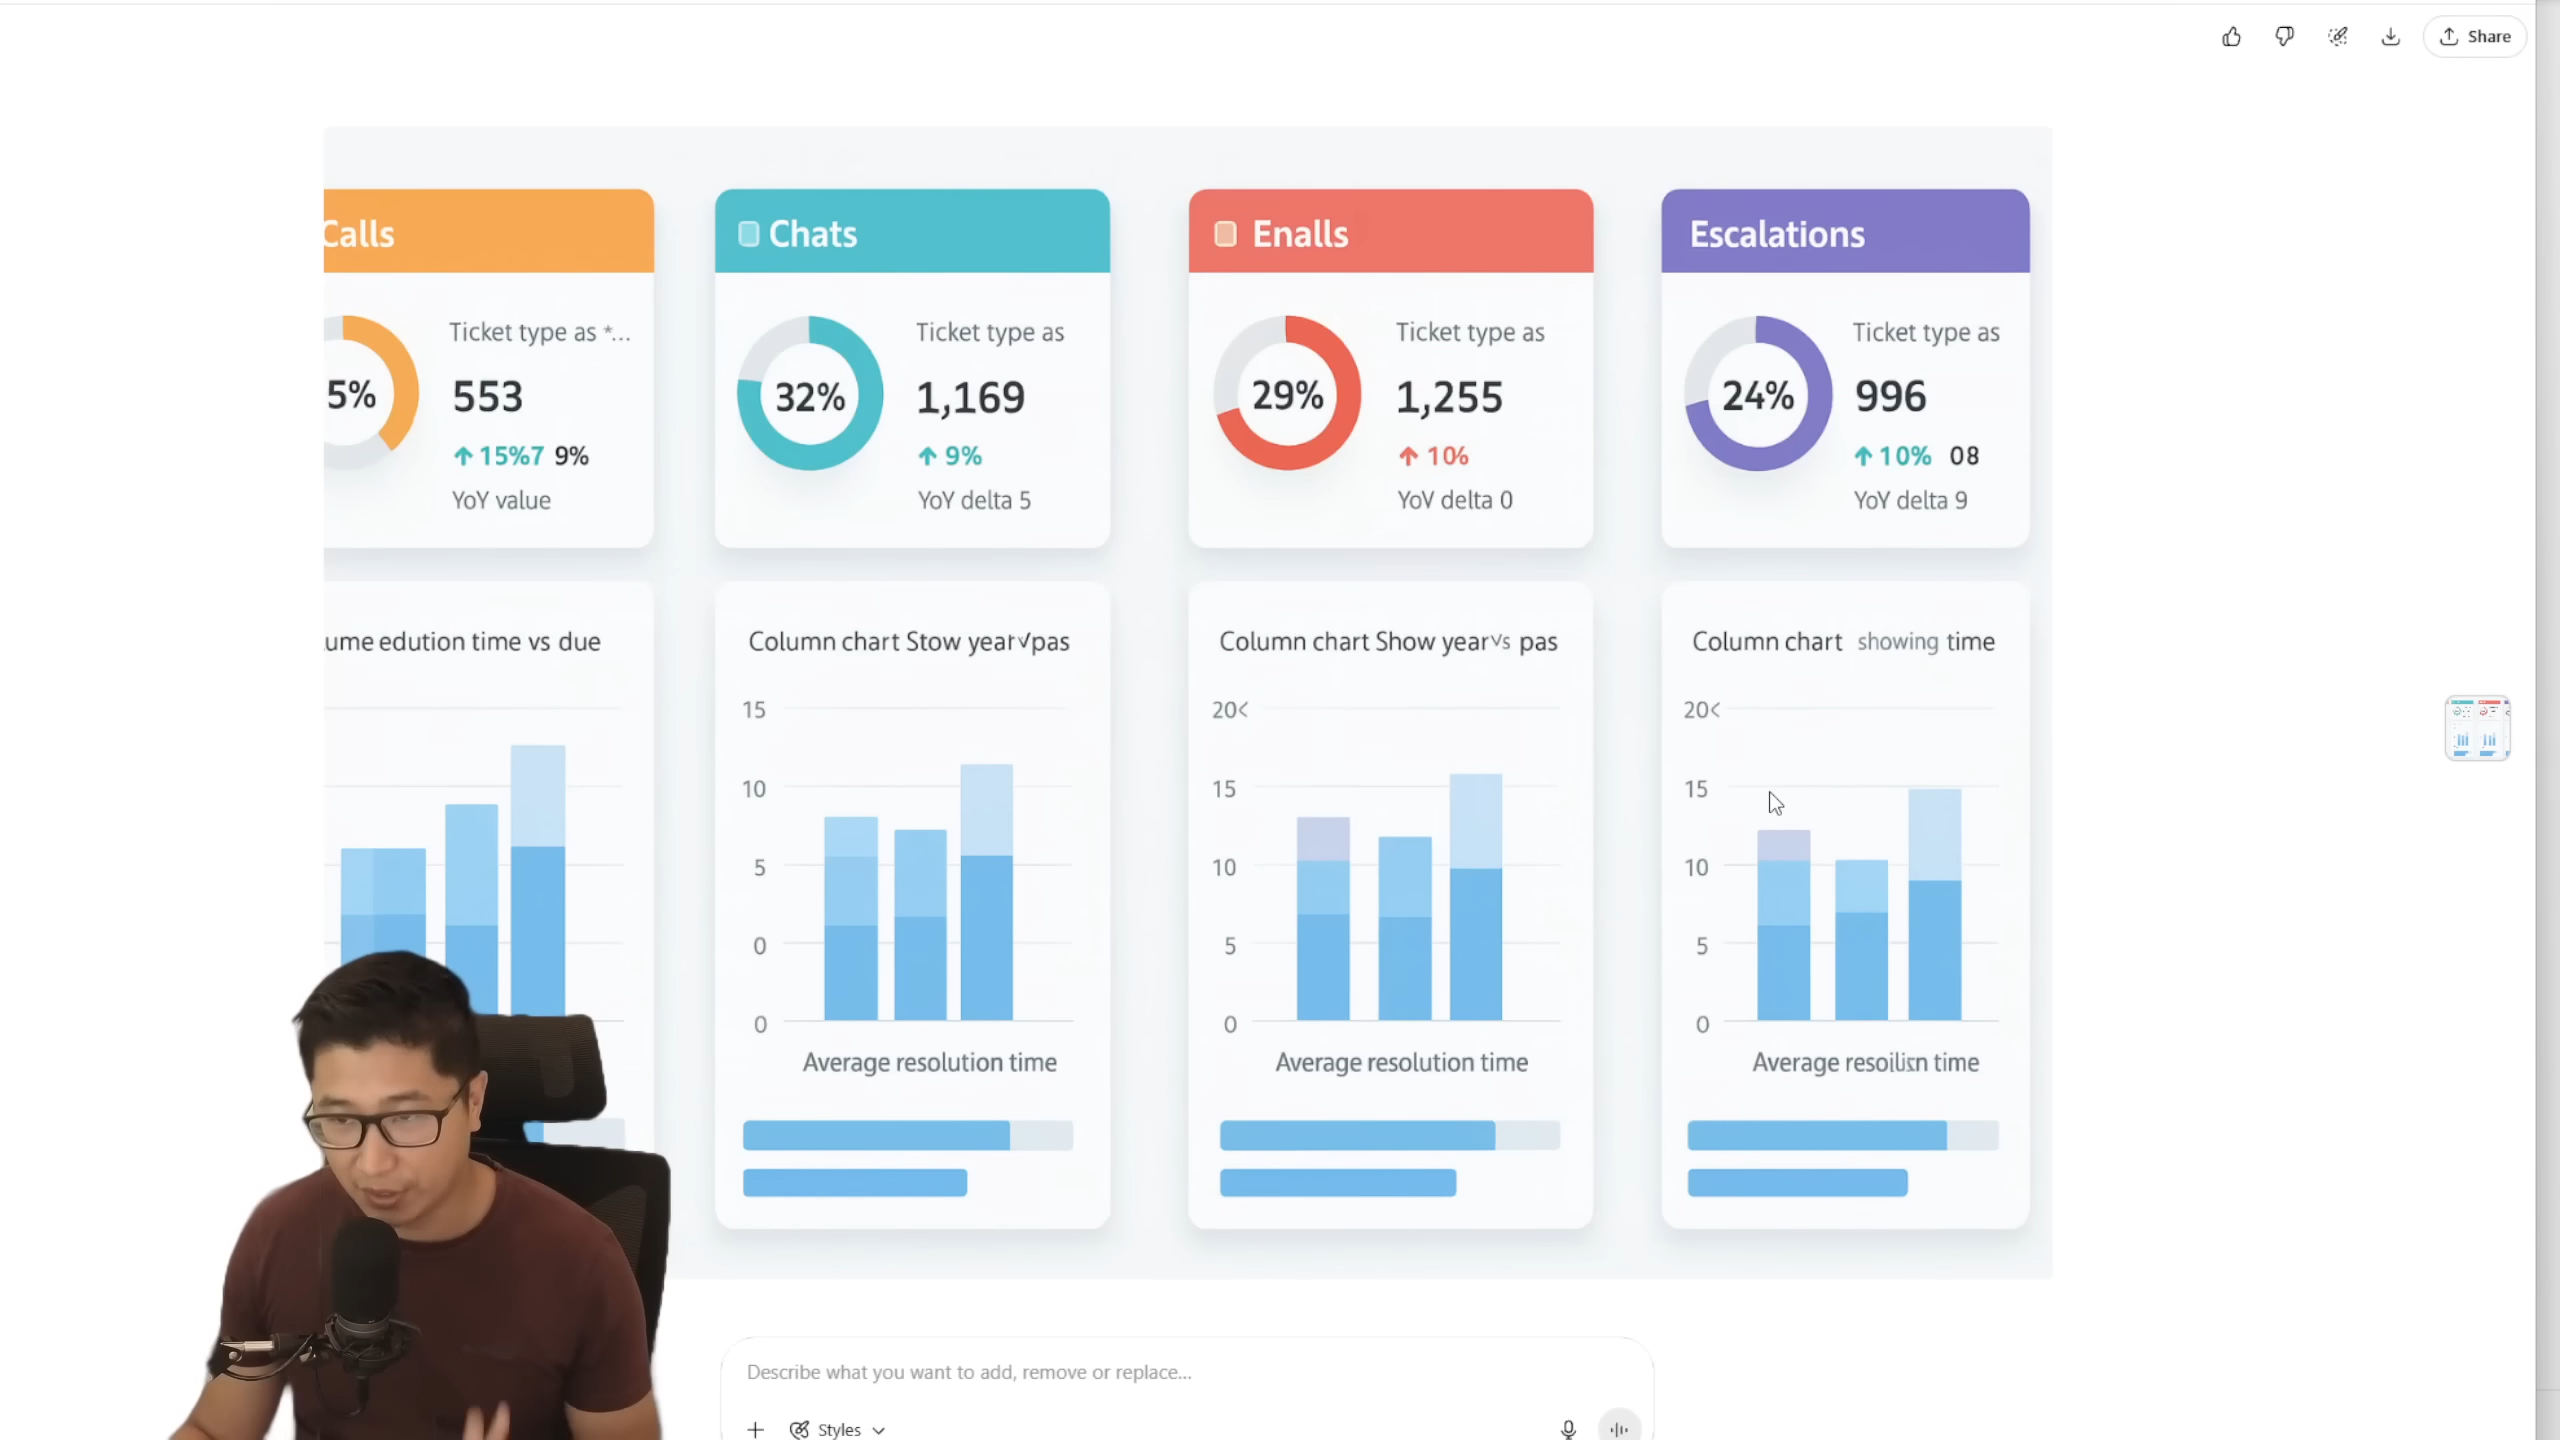 Share
Calls
Chats
Enalls
Escalations
5%
Ticket type as *...
553
15%7 9%
YoY value
32%
Ticket type as
1,169
9%
YoY delta 5
29%
Ticket type as
1,255
10%
YoV delta 0
24%
Ticket type as
996
10% 08
YoY delta 9
ume edution time vs due
Column chart Stow year√pas
15
10
5
0
0
Average resolution time
Column chart Show year vs pas
20<
15
10
5
0
Average resolution time
Column chart showing time
20<
15
10
5
0
Average time
Describe what you want to add, remove or replace...
Styles